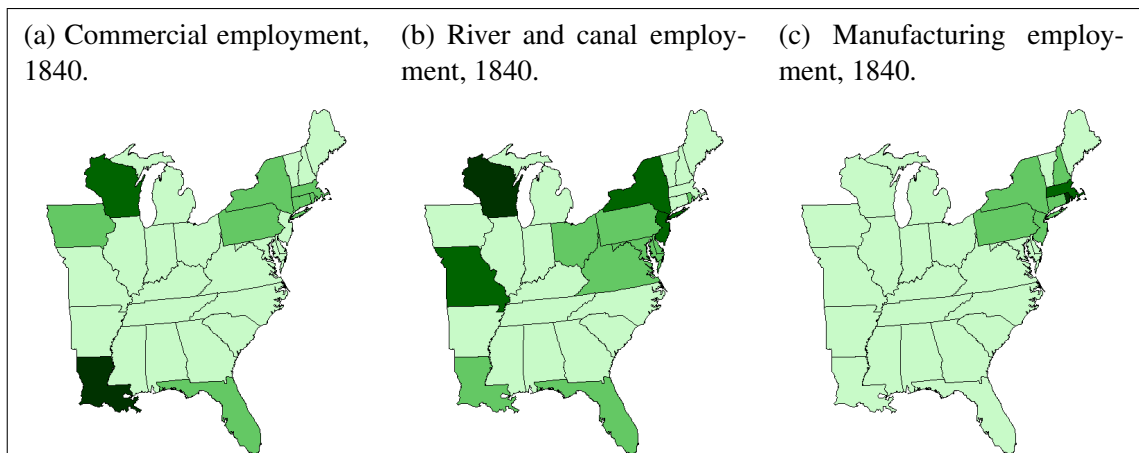 (a) Commercial employment,
1840.
(b) River and canal employ-
ment, 1840.
(c) Manufacturing employ-
ment, 1840.